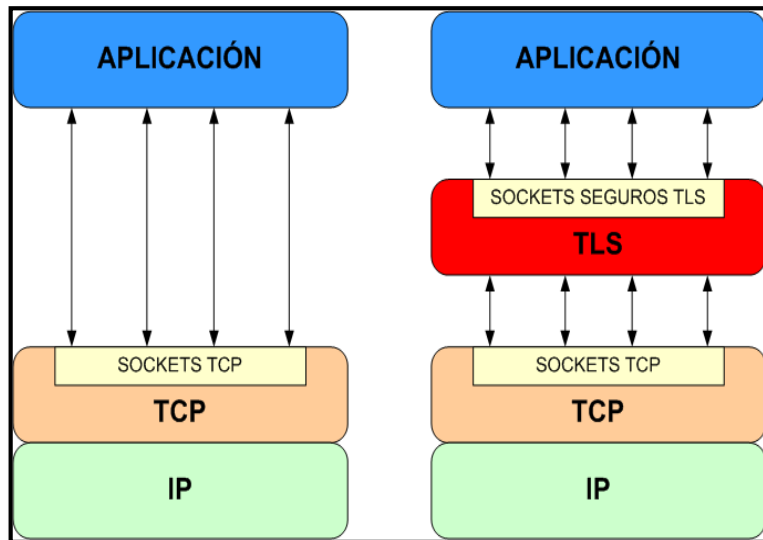 APLICACIÓN
SOCKETS TCP
TCP
IP
APLICACIÓN
SOCKETS SEGUROS TLS
TLS
SOCKETS TCP
TCP
IP